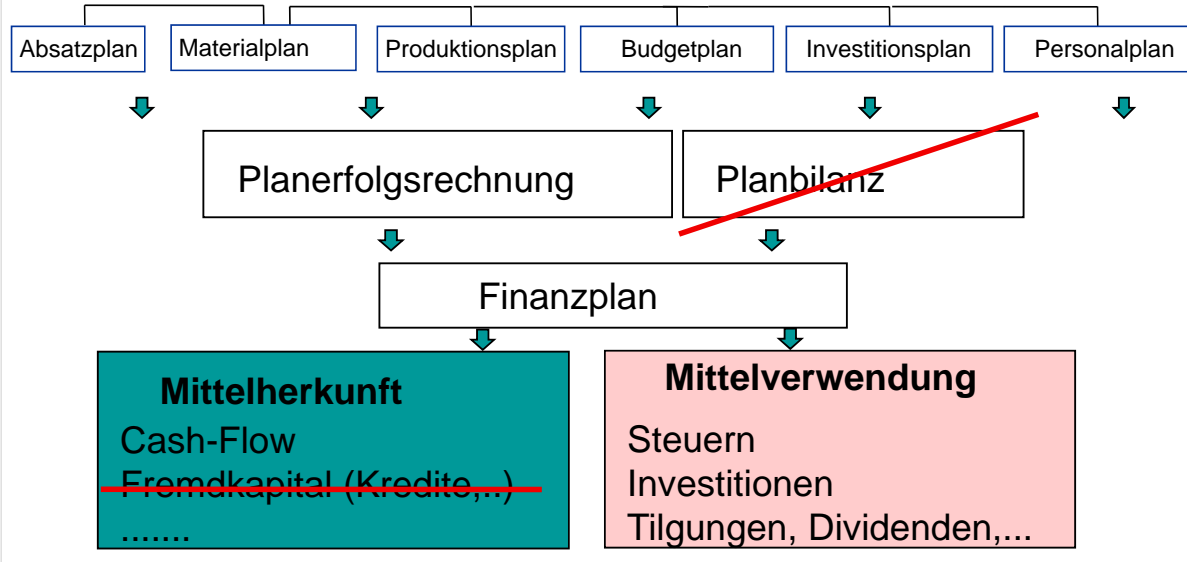 Absatzplan
Materialplan
Produktionsplan
Budgetplan
Investitionsplan
Personalplan
Planerfolgsrechnung
Planbilanz
Finanzplan
Mittelherkunft
Cash-Flow
Fremdkapital (Kredite,..)
.......
Mittelverwendung
Steuern
Investitionen
Tilgungen, Dividenden,...